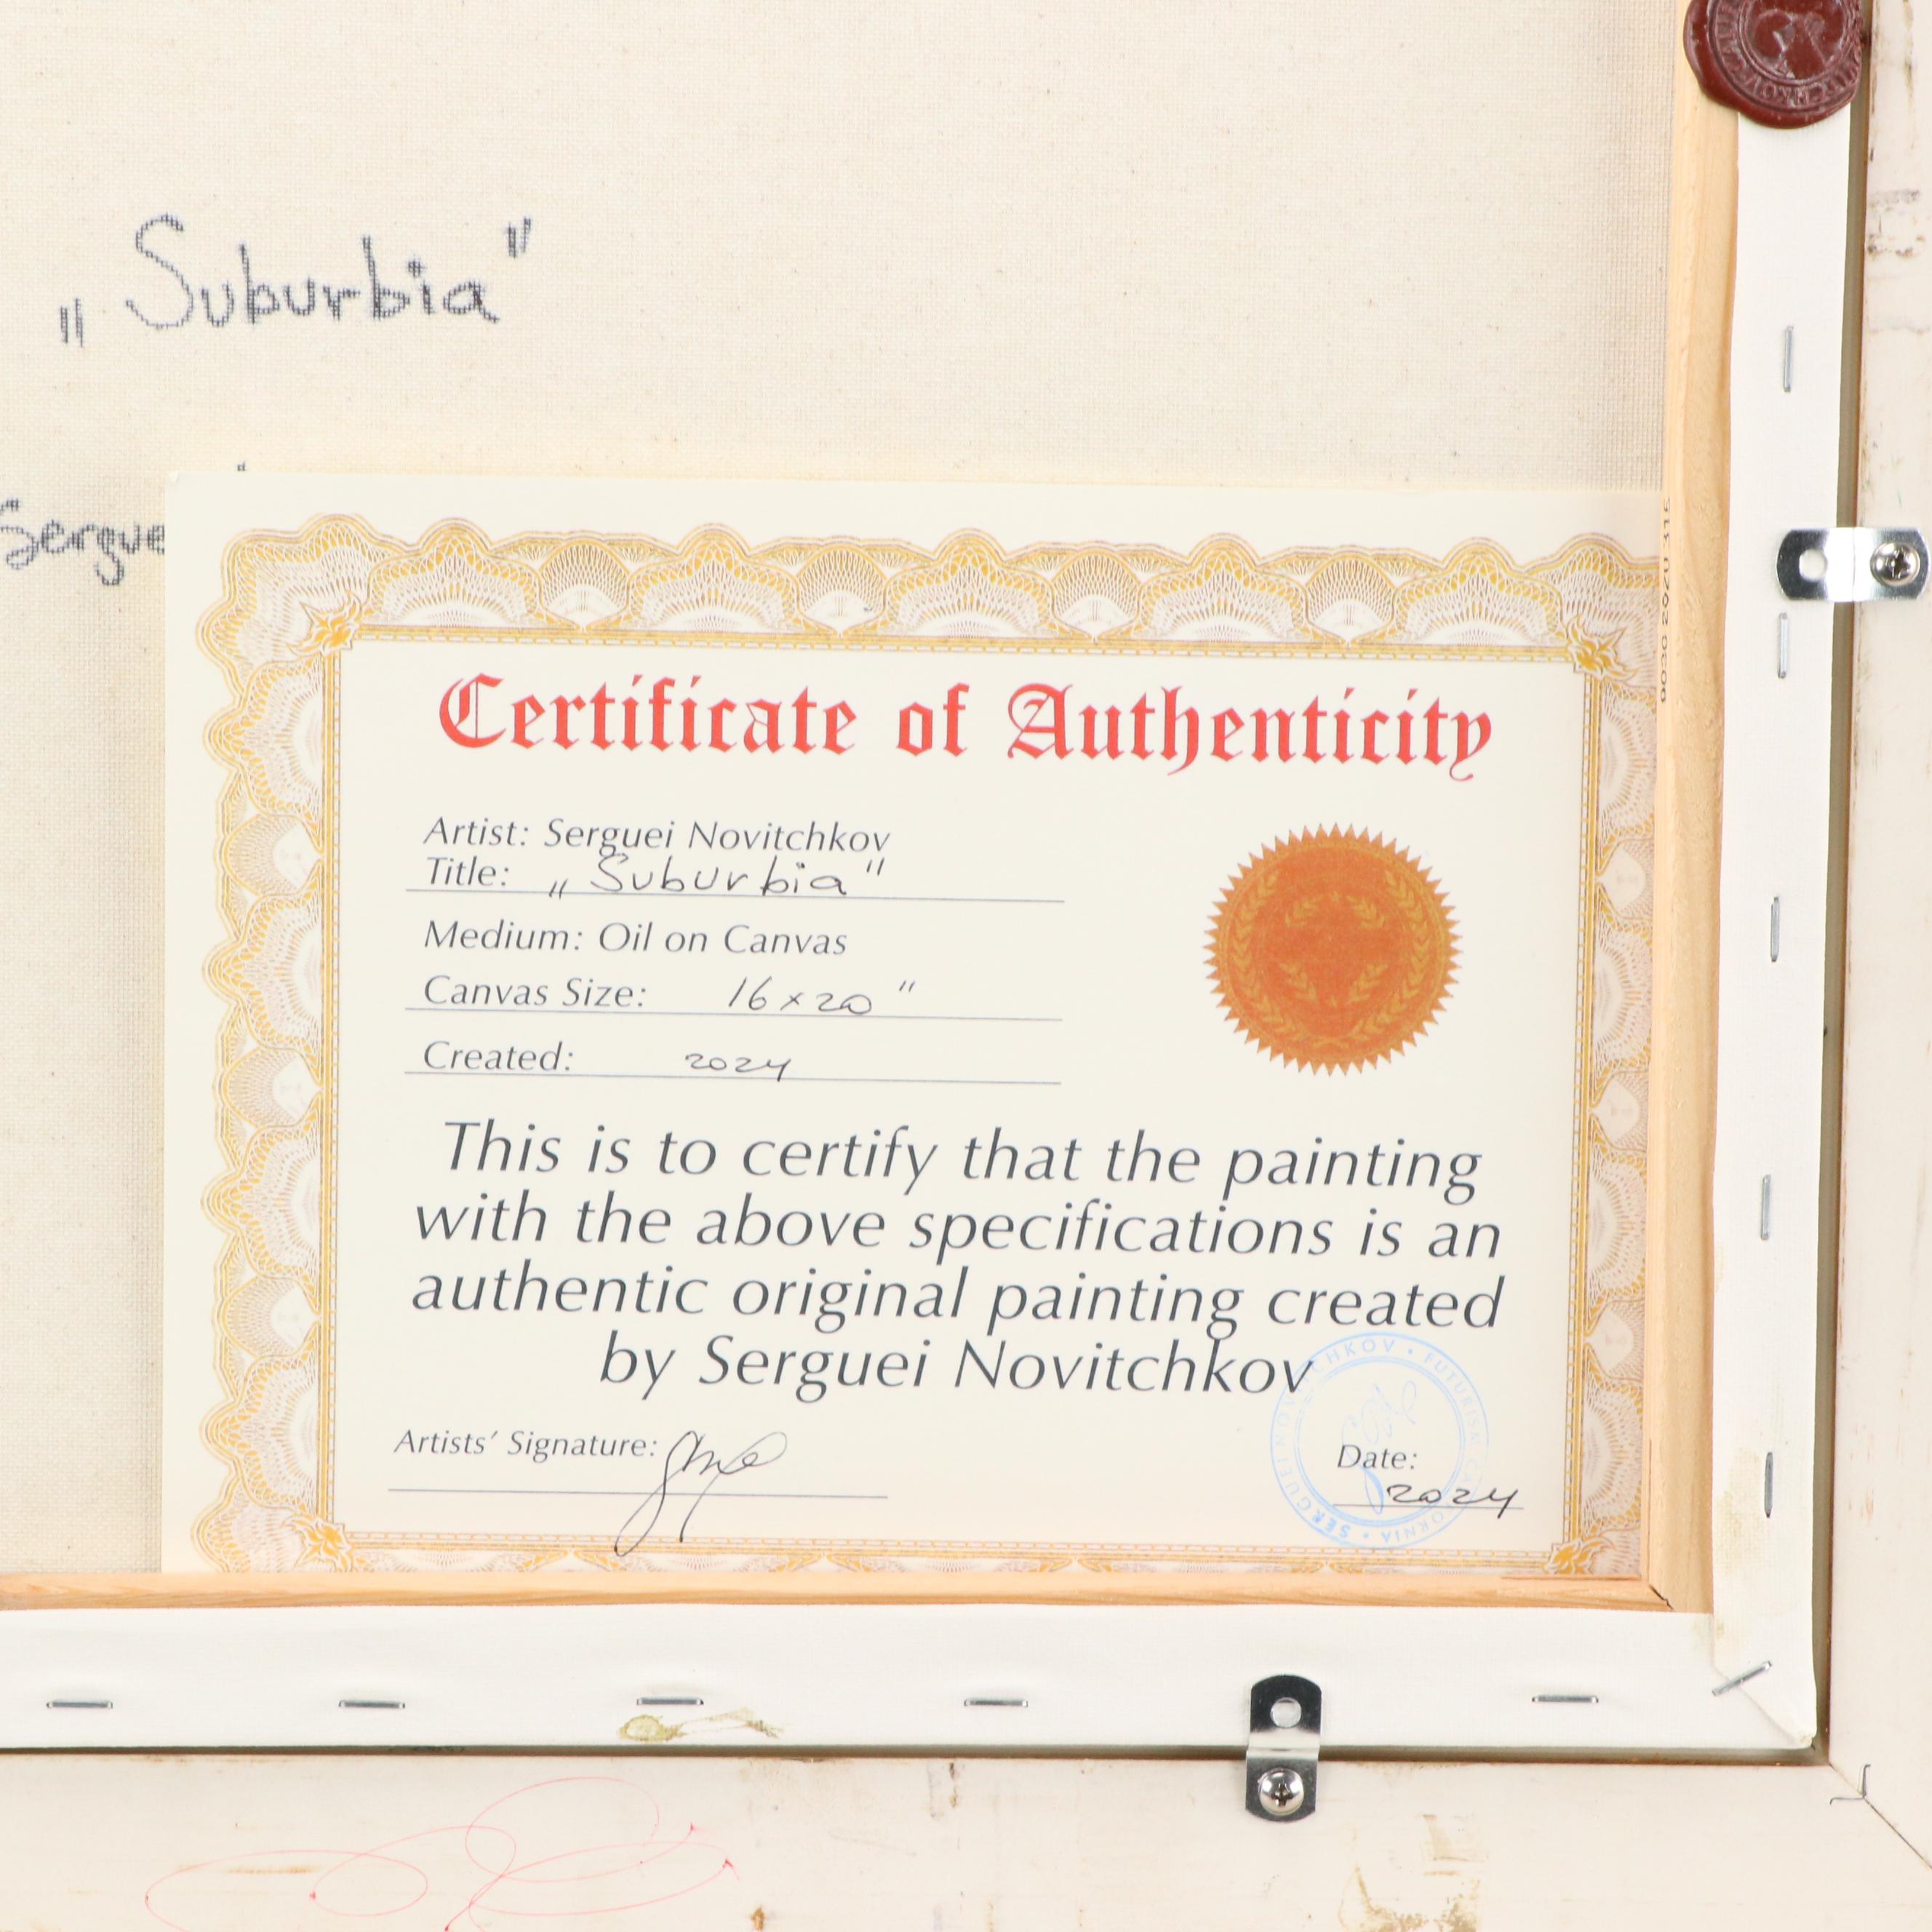 „Suburbia"
Sergue
Certificate of Authenticity
Artist: Serguei Novitchkov
Title: „Suburbia"
Medium: Oil on Canvas
Canvas Size: 16 x 20"
Created: 2024
This is to certify that the painting
with the above specifications is an
authentic original painting created
by Serguei Novitchkov
Artists' Signature:
Date:
2024